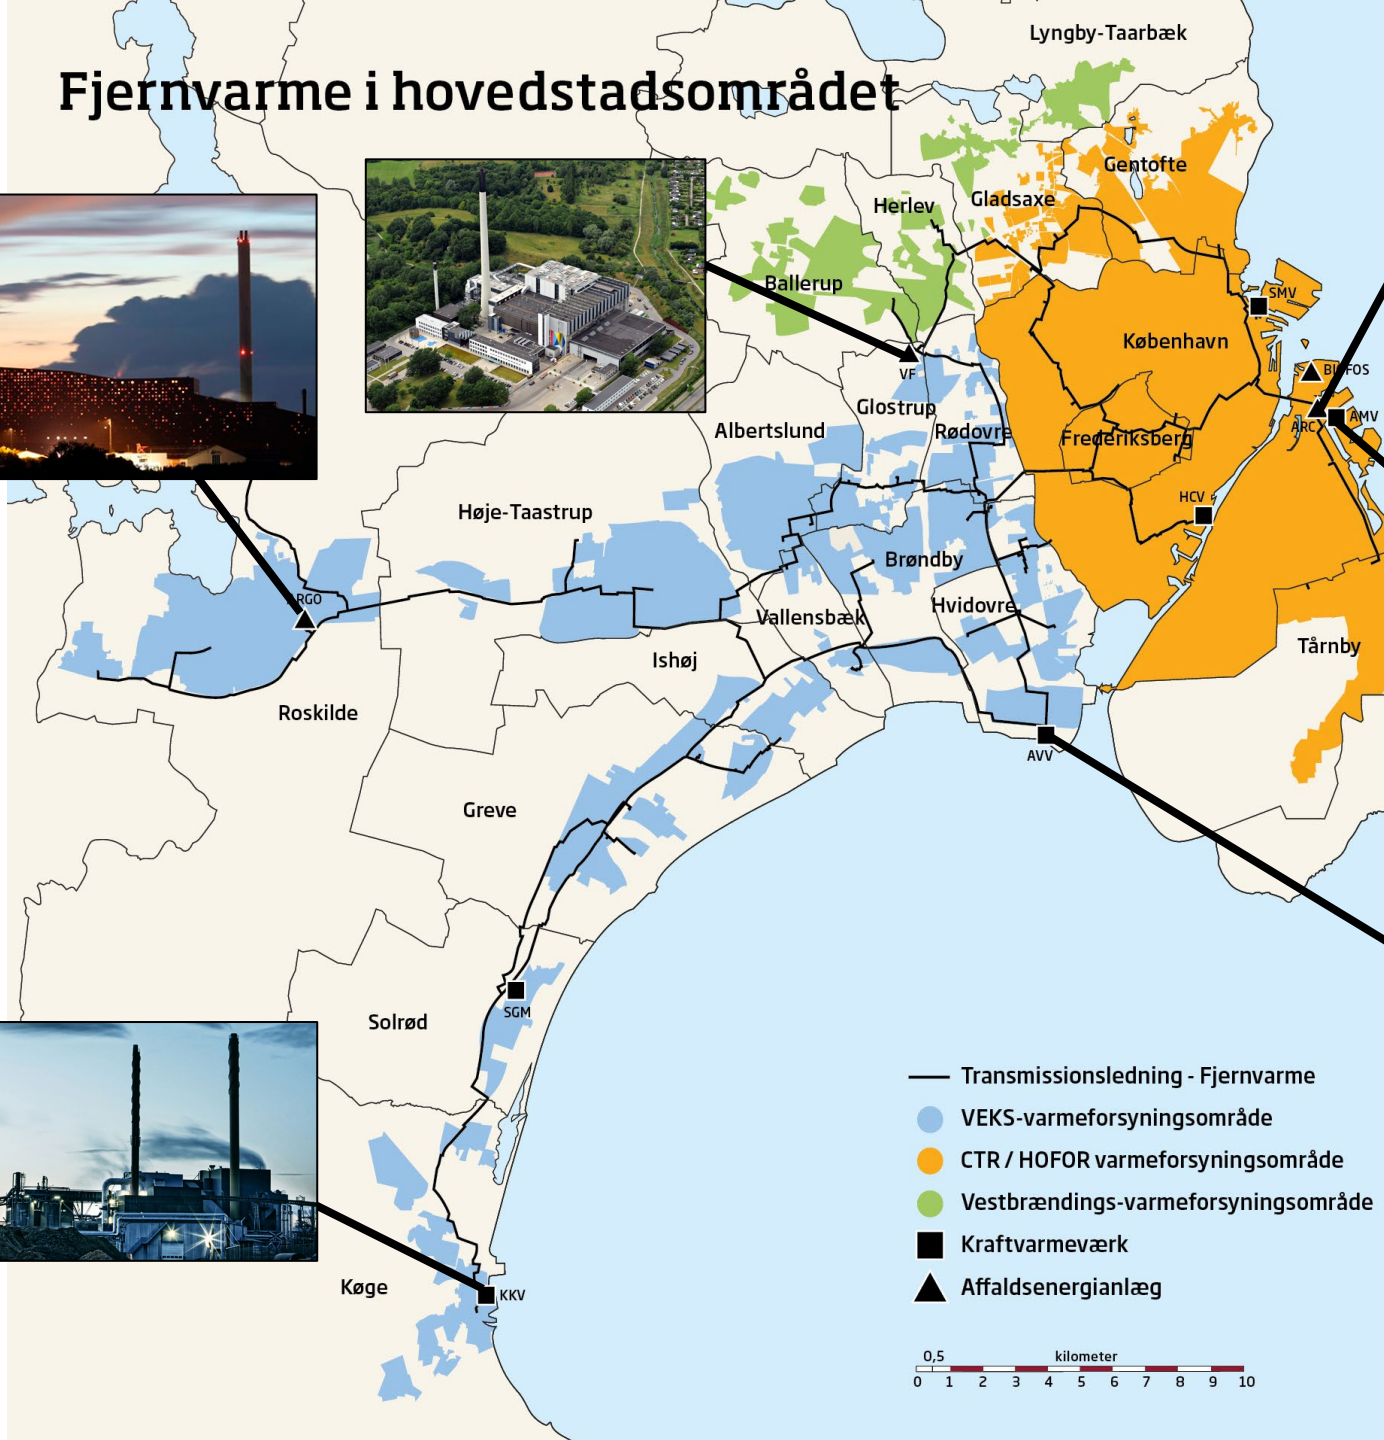 Fjernvarme i hovedstadsområdet
Lyngby-Taarbæk
Gentofte
Gladsaxe
Herlev
Ballerup
SMV
København
BIOFOS
VF
Glostrup
AMV
ARC
Albertslund
Rødovre
Frederiksberg
HCV
Høje-Taastrup
Brøndby
ARGO
Hvidovre
Vallensbæk
Tårnby
Ishøj
Roskilde
AVV
Greve
SGM
Solrød
Køge
KKV
Transmissionsledning - Fjernvarme
VEKS-varmeforsyningsområde
CTR / HOFOR varmeforsyningsområde
Vestbrændings-varmeforsyningsområde
Kraftvarmeværk
Affaldsenergianlæg
0,5 kilometer
0 1 2 3 4 5 6 7 8 9 10